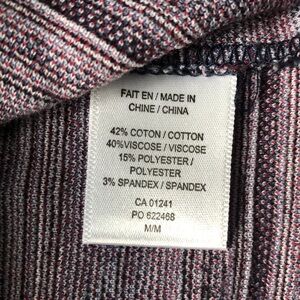 FAIT EN / MADE IN
CHINE / CHINA
42% COTON / COTTON
40%VISCOSE / VISCOSE
15% POLYESTER /
POLYESTER
3% SPANDEX / SPANDEX
CA 01241
PO 622468
M/M